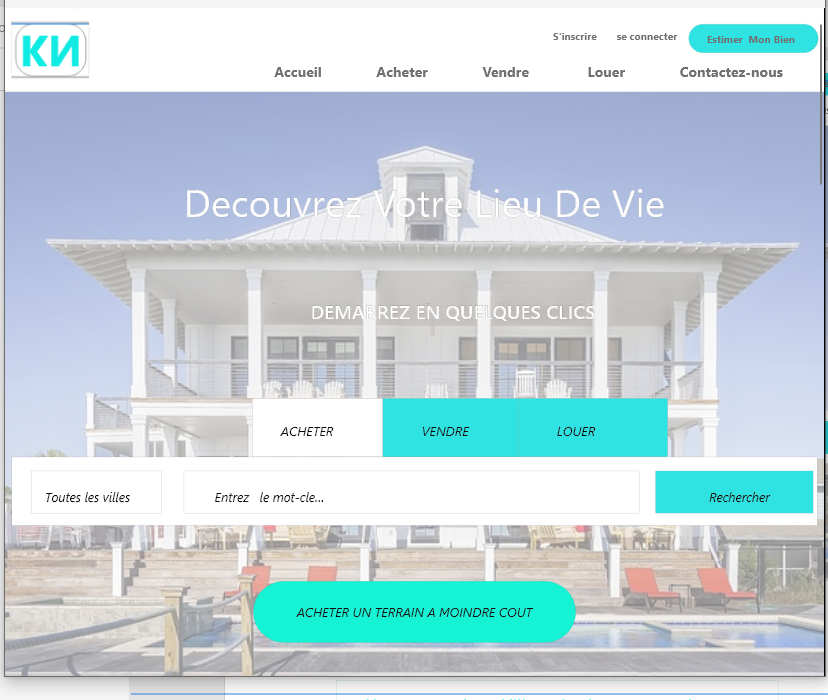 KN
S'inscrire se connecter Estimer Mon Bien
Accueil Acheter Vendre Louer Contactez-nous
Decouvrez Votre Lieu De Vie
DEMARREZ EN QUELQUES CLICS
ACHETER VENDRE LOUER
Toutes les villes Entrez le mot-cle... Rechercher
ACHETER UN TERRAIN A MOINDRE COUT